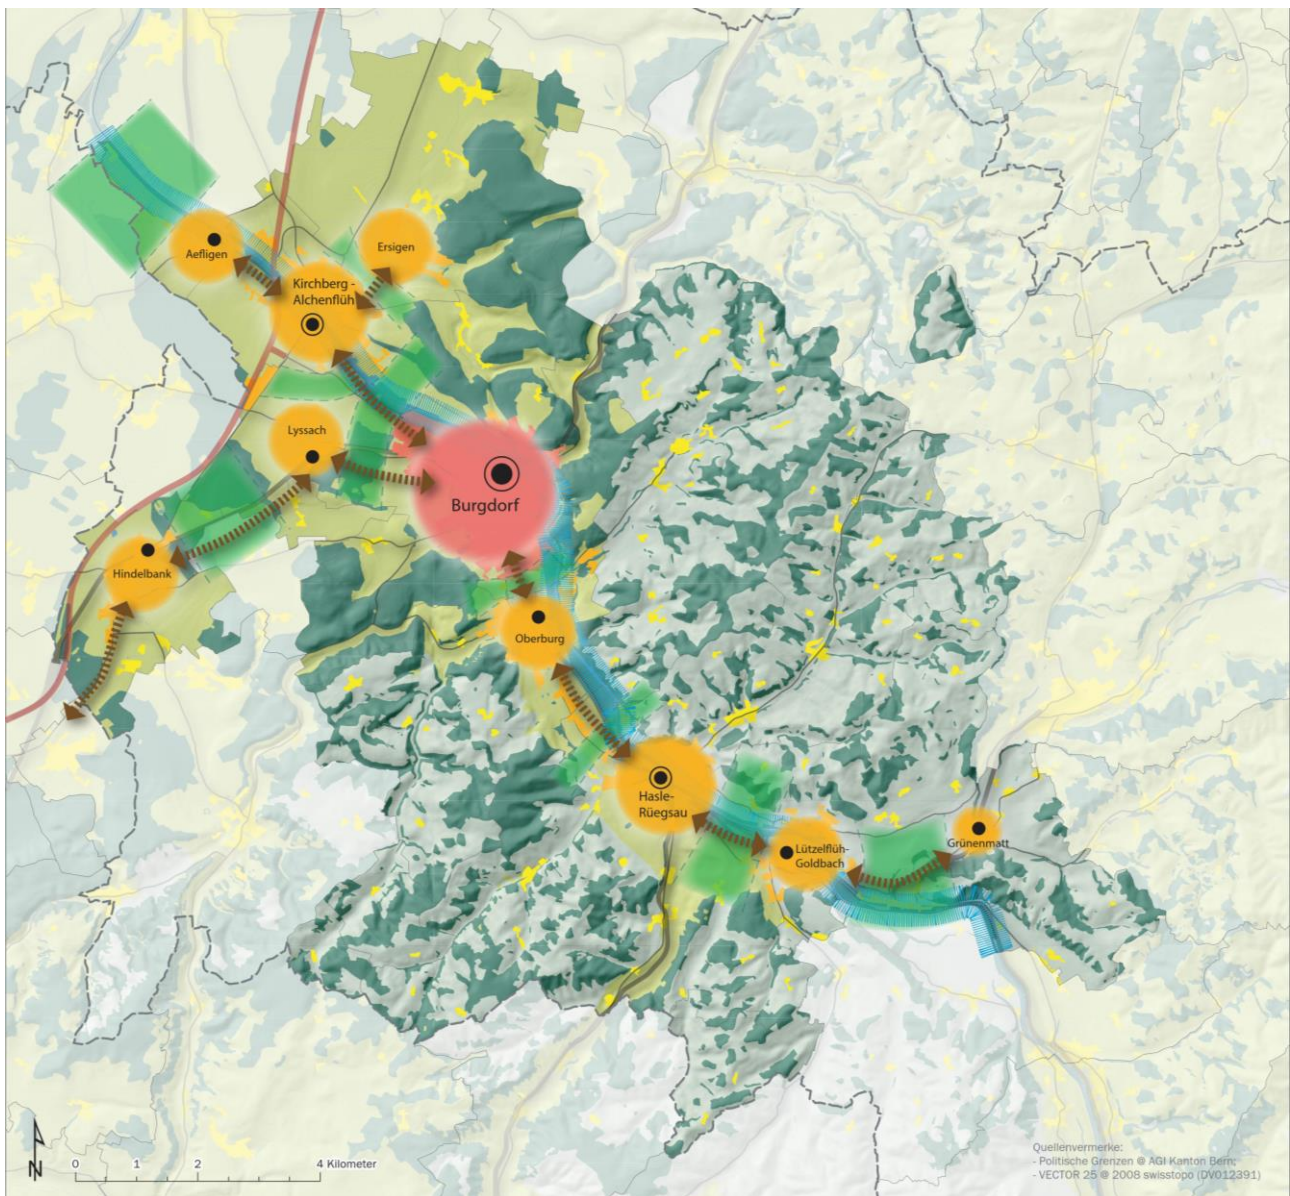 Ersigen
Aefligen
Kirchberg -
Alchenflüh
Lyssach
Burgdorf
Hindelbank
Oberburg
Hasle-
Rüegsau
Lützelflüh-
Goldbach
Grünenmatt
N
0 1 2 4 Kilometer
Quellenvermerke:
- Politische Grenzen @ AGI Kanton Bern;
- VECTOR 25 @ 2008 swisstopo (DV012391)